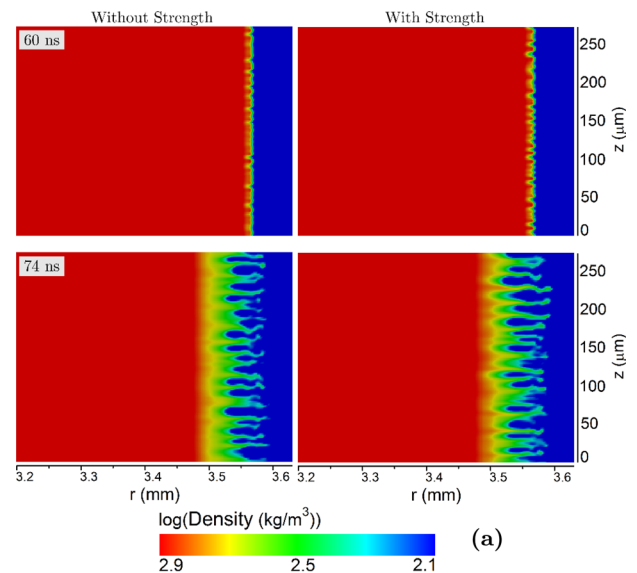 Without Strength
With Strength
60 ns
250
200
150
100
50
0
z (μm)
74 ns
250
200
150
100
50
0
z (μm)
3.2 3.3 3.4 3.5 3.6
3.2 3.3 3.4 3.5 3.6
r (mm)
r (mm)
log(Density (kg/m³))
2.9 2.5 2.1
(a)